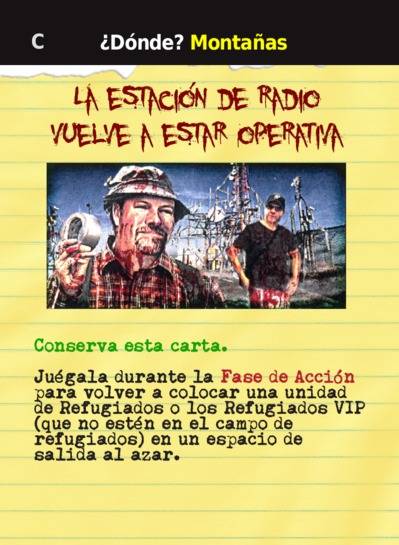 C ¿Dónde? Montañas
LA ESTACIÓN DE RADIO
VUELVE A ESTAR OPERATIVA
Conserva esta carta.
Juégala durante la Fase de Acción
para volver a colocar una unidad
de Refugiados o los Refugiados VIP
(que no estén en el campo de
refugiados) en un espacio de
salida al azar.